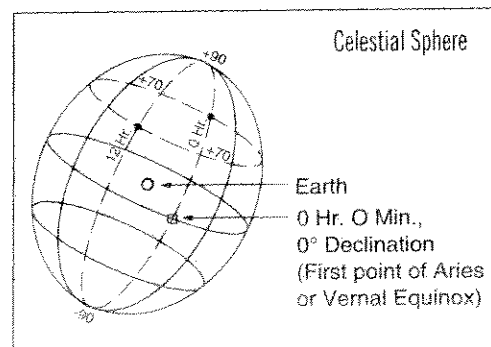 Celestial Sphere
+90
+70
12 Hr.
0 Hr.
+70
Earth
0 Hr. O Min.,
0° Declination
(First point of Aries
or Vernal Equinox)
-90